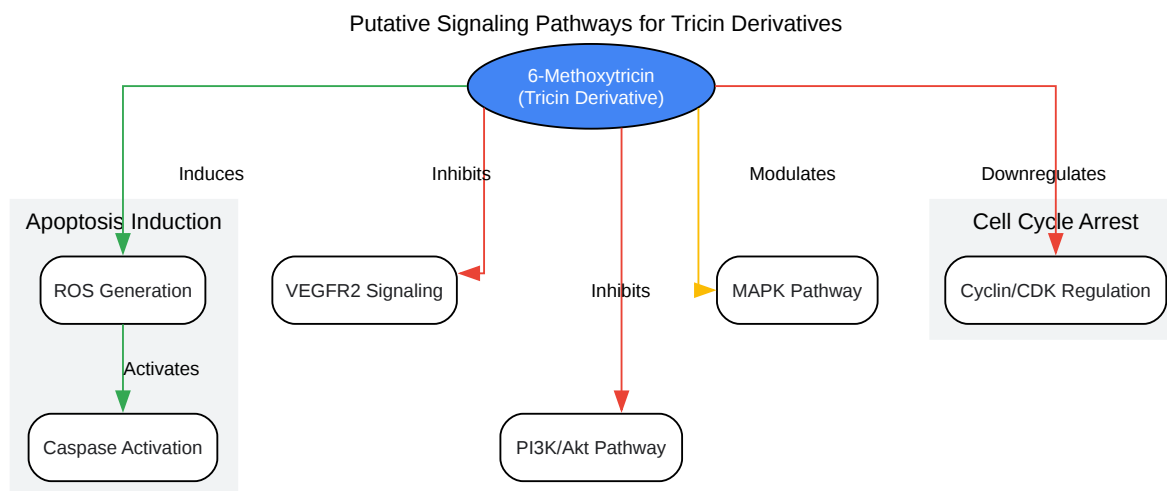 Putative Signaling Pathways for Tricin Derivatives
6-Methoxytricin
(Tricin Derivative)
Induces
Inhibits
Modulates
Downregulates
Apoptosis Induction
Cell Cycle Arrest
ROS Generation
VEGFR2 Signaling
Inhibits
MAPK Pathway
Cyclin/CDK Regulation
Activates
Caspase Activation
PI3K/Akt Pathway